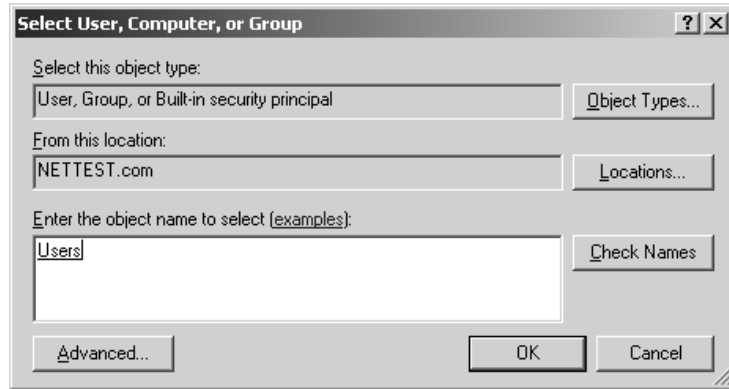 Select User, Computer, or Group
Select this object type:
User, Group, or Built-in security principal
Object Types...
From this location:
NETTEST.com
Locations...
Enter the object name to select (examples):
Users
Check Names
Advanced...
OK
Cancel